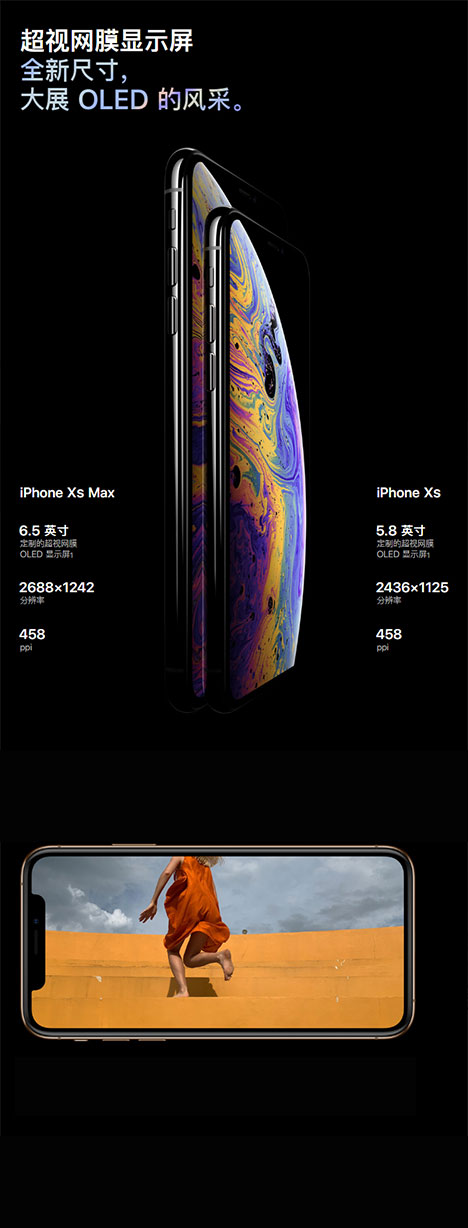 超视网膜显示屏
全新尺寸，
大展 OLED 的风采。
iPhone Xs Max
6.5 英寸
定制的超视网膜
OLED 显示屏1
2688×1242
分辨率
458
ppi
iPhone Xs
5.8 英寸
定制的超视网膜
OLED 显示屏1
2436×1125
分辨率
458
ppi